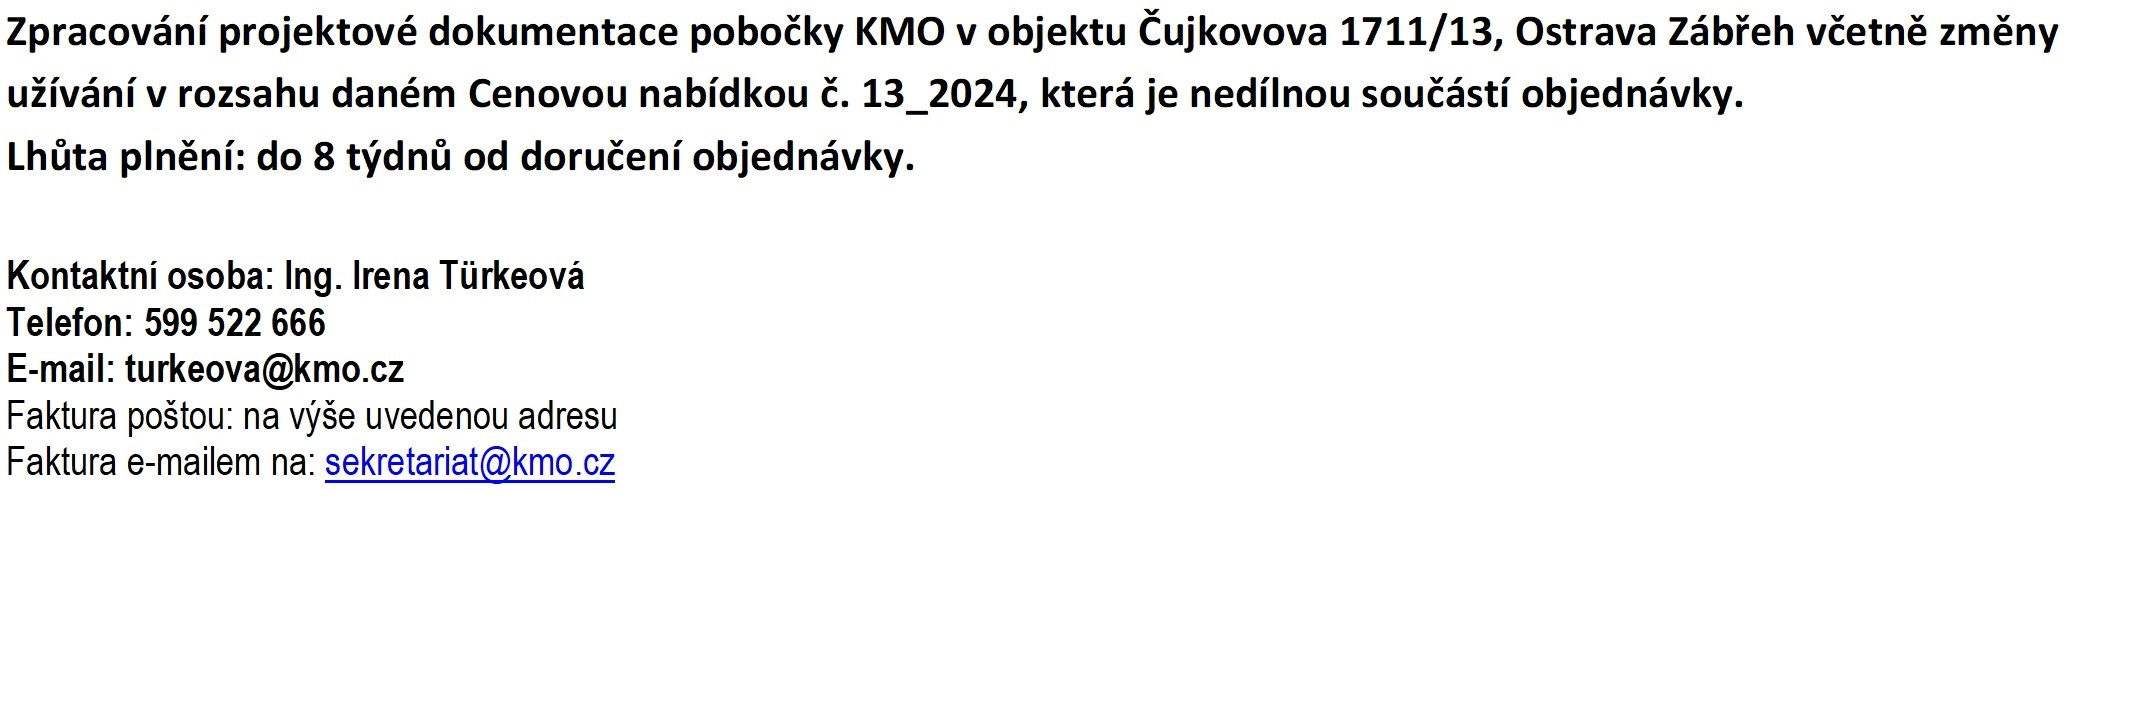 Zpracování projektové dokumentace pobočky KMO v objektu Čujkovova 1711/13, Ostrava Zábřeh včetně změny
užívání v rozsahu daném Cenovou nabídkou č. 13_2024, která je nedílnou součástí objednávky.
Lhůta plnění: do 8 týdnů od doručení objednávky.
Kontaktní osoba: Ing. Irena Türkeová
Telefon: 599 522 666
E-mail: turkeova@kmo.cz
Faktura poštou: na výše uvedenou adresu
Faktura e-mailem na: sekretariat@kmo.cz